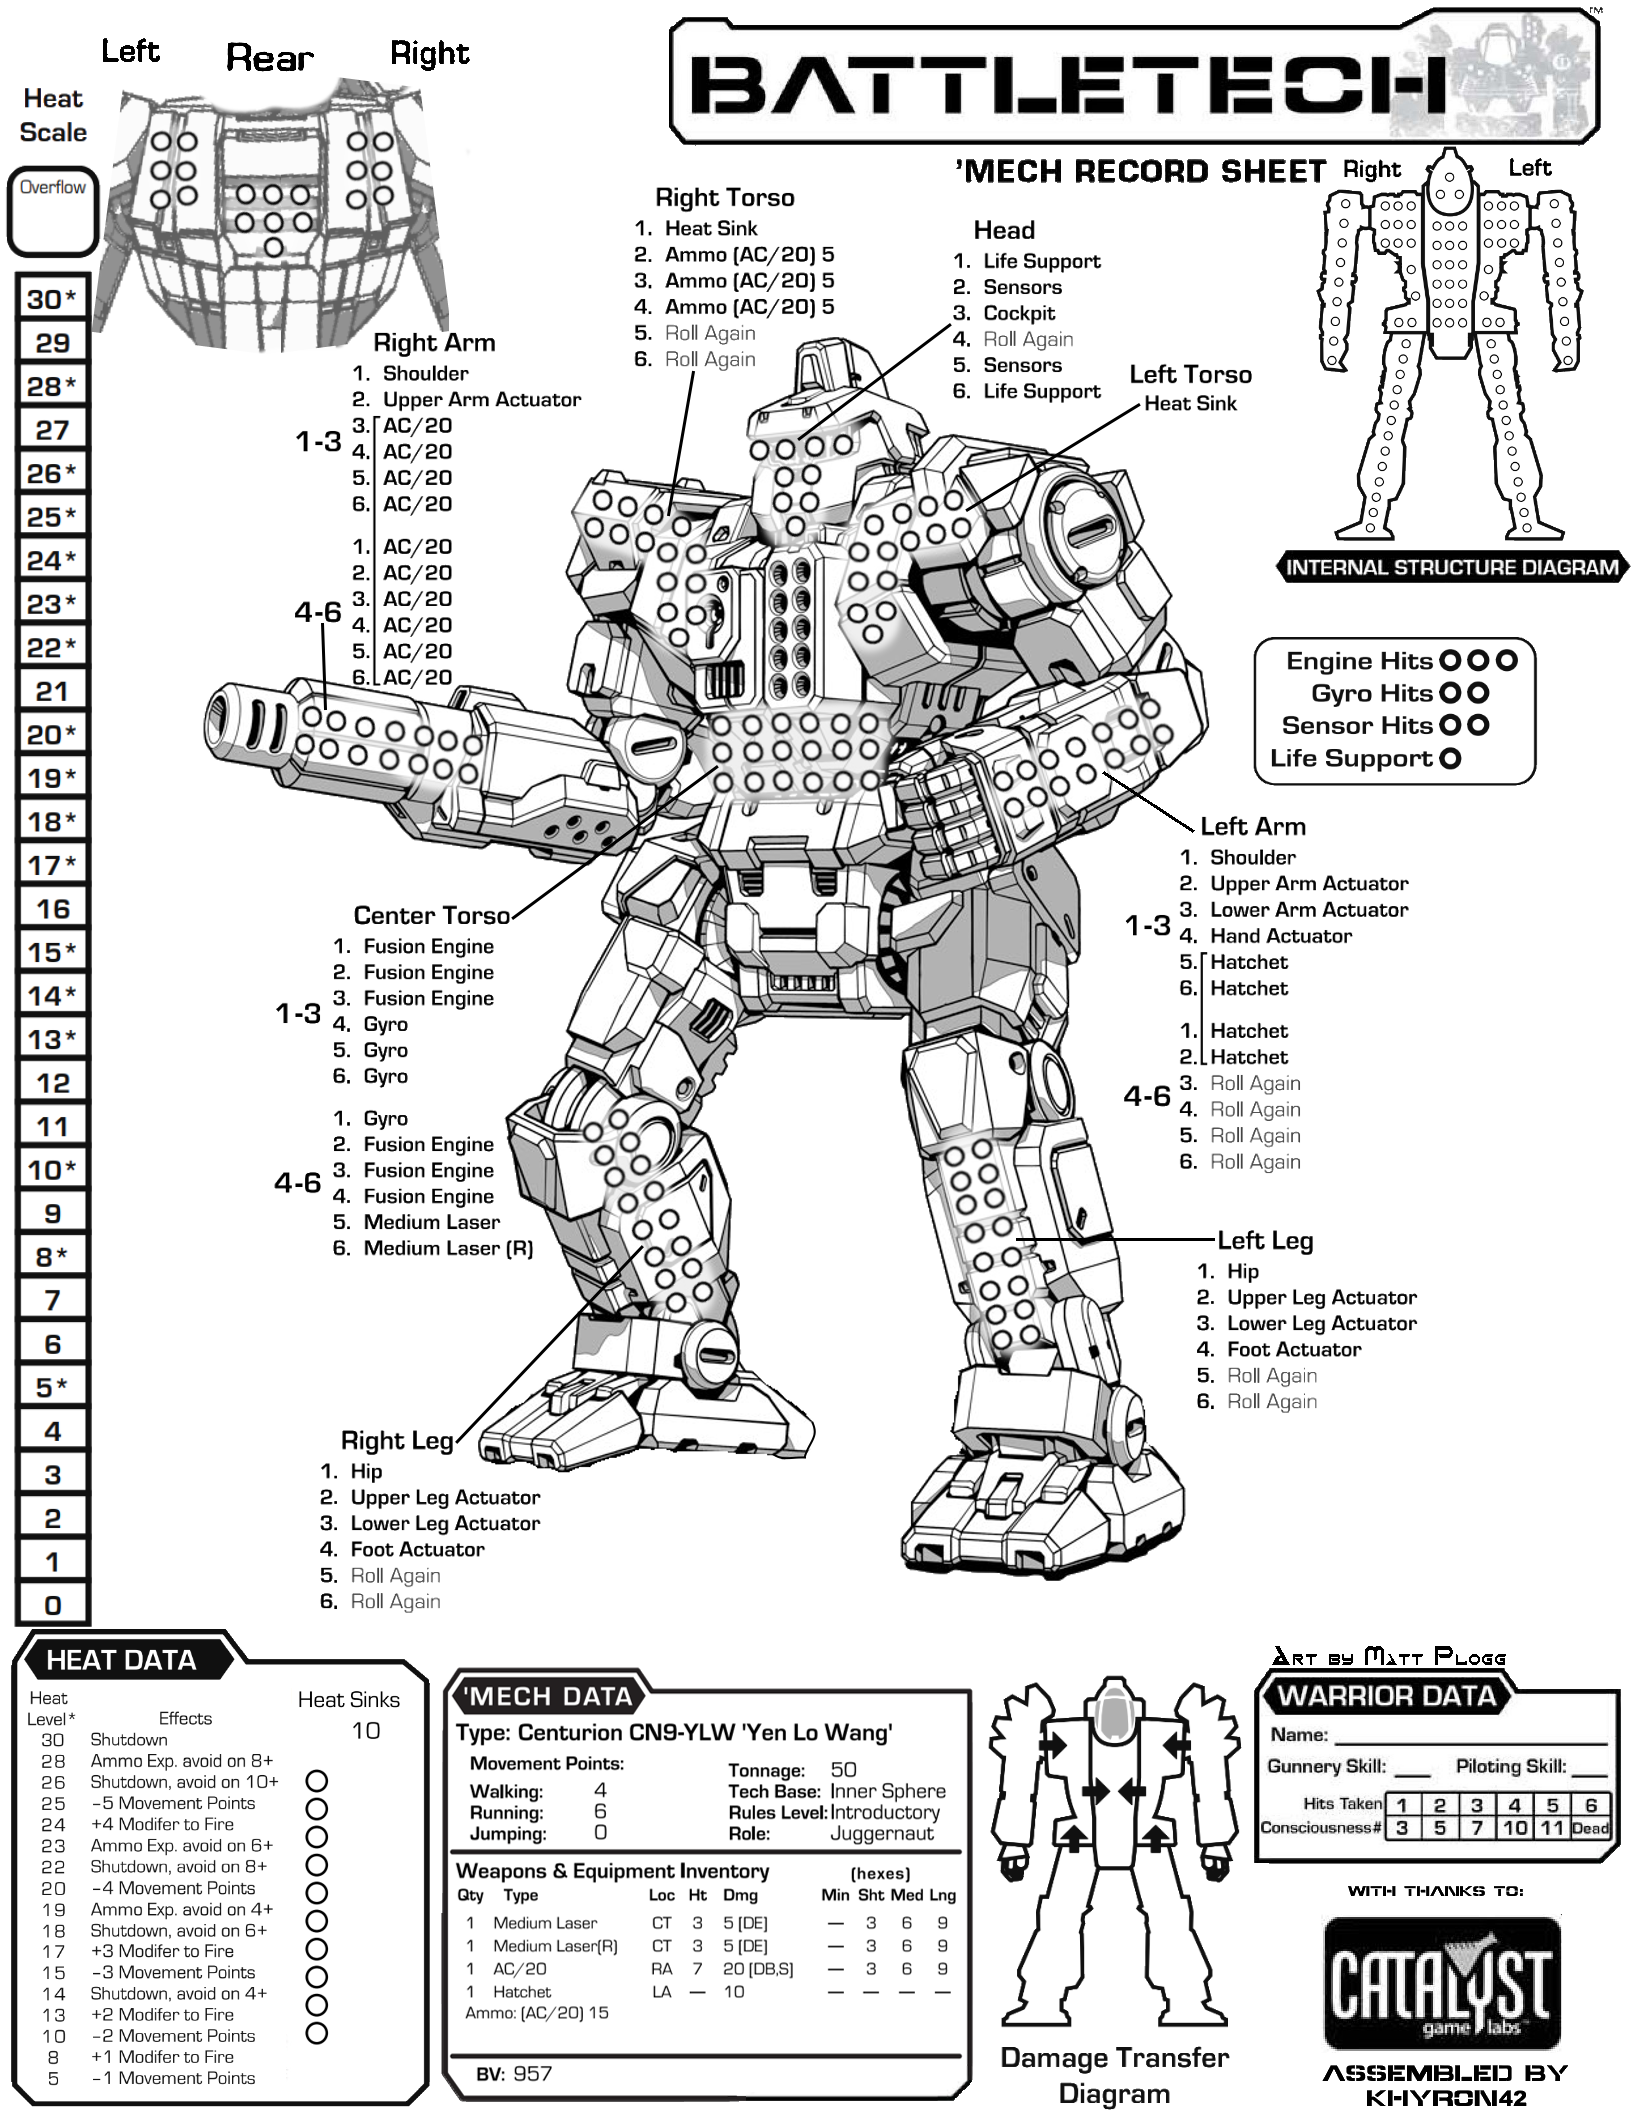 Left Rear Right
Heat
Scale
Overflow
30*
29
28*
27
26*
25*
24*
23*
22*
21
20*
19*
18*
17*
16
15*
14*
13*
12
11
10*
9
8*
7
6
5*
4
3
2
1
0
BATTLETECH
TM
'MECH RECORD SHEET
Right Left
INTERNAL STRUCTURE DIAGRAM
Right Torso
1. Heat Sink
2. Ammo (AC/20) 5
3. Ammo (AC/20) 5
4. Ammo (AC/20) 5
5. Roll Again
6. Roll Again
Head
1. Life Support
2. Sensors
3. Cockpit
4. Roll Again
5. Sensors
6. Life Support
Left Torso
Heat Sink
Right Arm
1. Shoulder
2. Upper Arm Actuator
3. AC/20
1-3
4. AC/20
5. AC/20
6. AC/20
1. AC/20
2. AC/20
3. AC/20
4-6
4. AC/20
5. AC/20
6. AC/20
Engine Hits
Gyro Hits
Sensor Hits
Life Support
Left Arm
1. Shoulder
2. Upper Arm Actuator
3. Lower Arm Actuator
1-3
4. Hand Actuator
5. Hatchet
6. Hatchet
1. Hatchet
2. Hatchet
3. Roll Again
4-6
4. Roll Again
5. Roll Again
6. Roll Again
Center Torso
1. Fusion Engine
2. Fusion Engine
3. Fusion Engine
1-3
4. Gyro
5. Gyro
6. Gyro
1. Gyro
2. Fusion Engine
3. Fusion Engine
4-6
4. Fusion Engine
5. Medium Laser
6. Medium Laser (R)
Left Leg
1. Hip
2. Upper Leg Actuator
3. Lower Leg Actuator
4. Foot Actuator
5. Roll Again
6. Roll Again
Right Leg
1. Hip
2. Upper Leg Actuator
3. Lower Leg Actuator
4. Foot Actuator
5. Roll Again
6. Roll Again
HEAT DATA
Heat
Level* Effects
Heat Sinks
10
30 Shutdown
28 Ammo Exp. avoid on 8+
26 Shutdown, avoid on 10+
25 -5 Movement Points
24 +4 Modifer to Fire
23 Ammo Exp. avoid on 6+
22 Shutdown, avoid on 8+
20 -4 Movement Points
19 Ammo Exp. avoid on 4+
18 Shutdown, avoid on 6+
17 +3 Modifer to Fire
15 -3 Movement Points
14 Shutdown, avoid on 4+
13 +2 Modifer to Fire
10 -2 Movement Points
8 +1 Modifer to Fire
5 -1 Movement Points
'MECH DATA
Type: Centurion CN9-YLW 'Yen Lo Wang'
Movement Points:
Walking: 4
Running: 6
Jumping: 0
Tonnage: 50
Tech Base: Inner Sphere
Rules Level: Introductory
Role: Juggernaut
Weapons & Equipment Inventory (hexes)
Qty Type Loc Ht Dmg Min Sht Med Lng
1 Medium Laser CT 3 5 [DE] — 3 6 9
1 Medium Laser(R) CT 3 5 [DE] — 3 6 9
1 AC/20 RA 7 20 [DB,S] — 3 6 9
1 Hatchet LA — 10 — — — —
Ammo: (AC/20) 15
BV: 957
Damage Transfer
Diagram
Art by Matt Plogg
WARRIOR DATA
Name:
Gunnery Skill: Piloting Skill:
Hits Taken 1 2 3 4 5 6
Consciousness# 3 5 7 10 11 Dead
WITH THANKS TO:
CATALYST
game labs
ASSEMBLED BY
KHYRON42